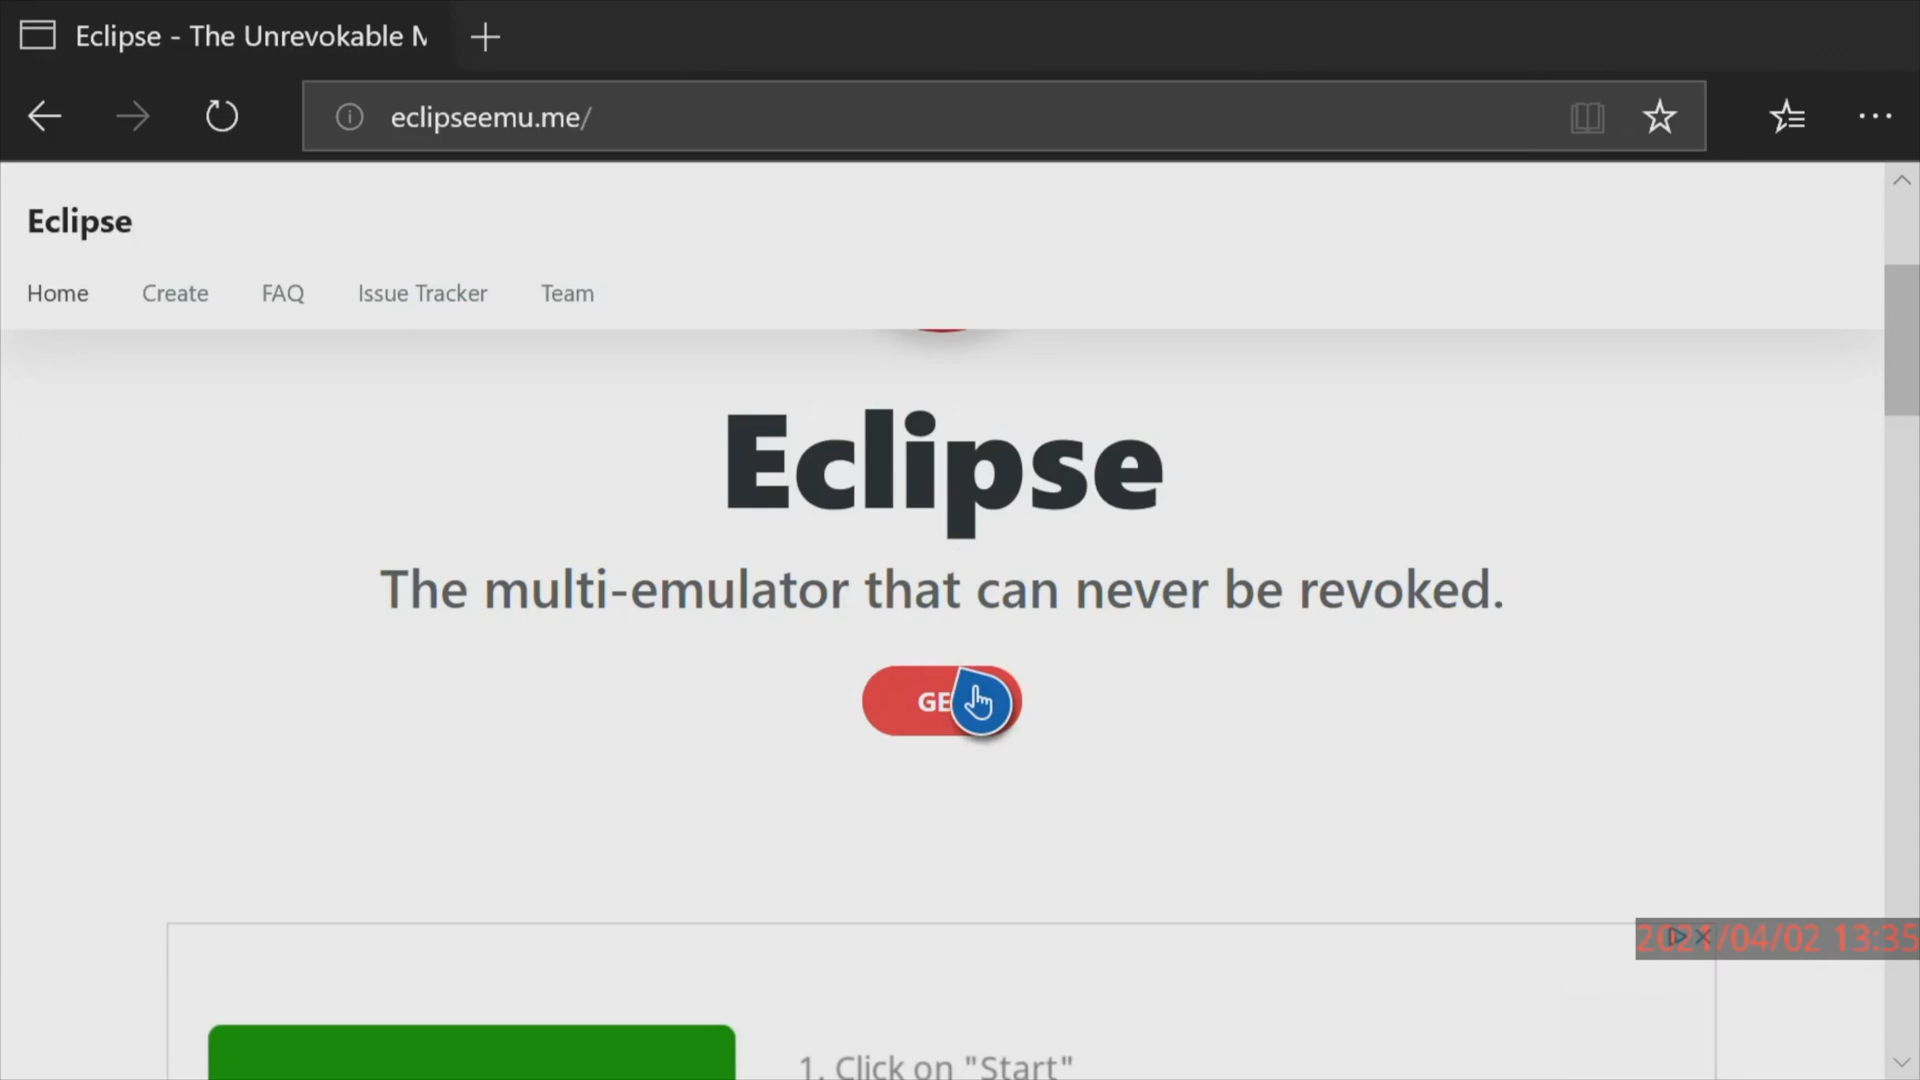 Eclipse - The Unrevokable
eclipseemu.me/
Eclipse
Home Create FAQ Issue Tracker Team
Eclipse
The multi-emulator that can never be revoked.
GE
2021/04/02 13:35
1. Click on "Start"